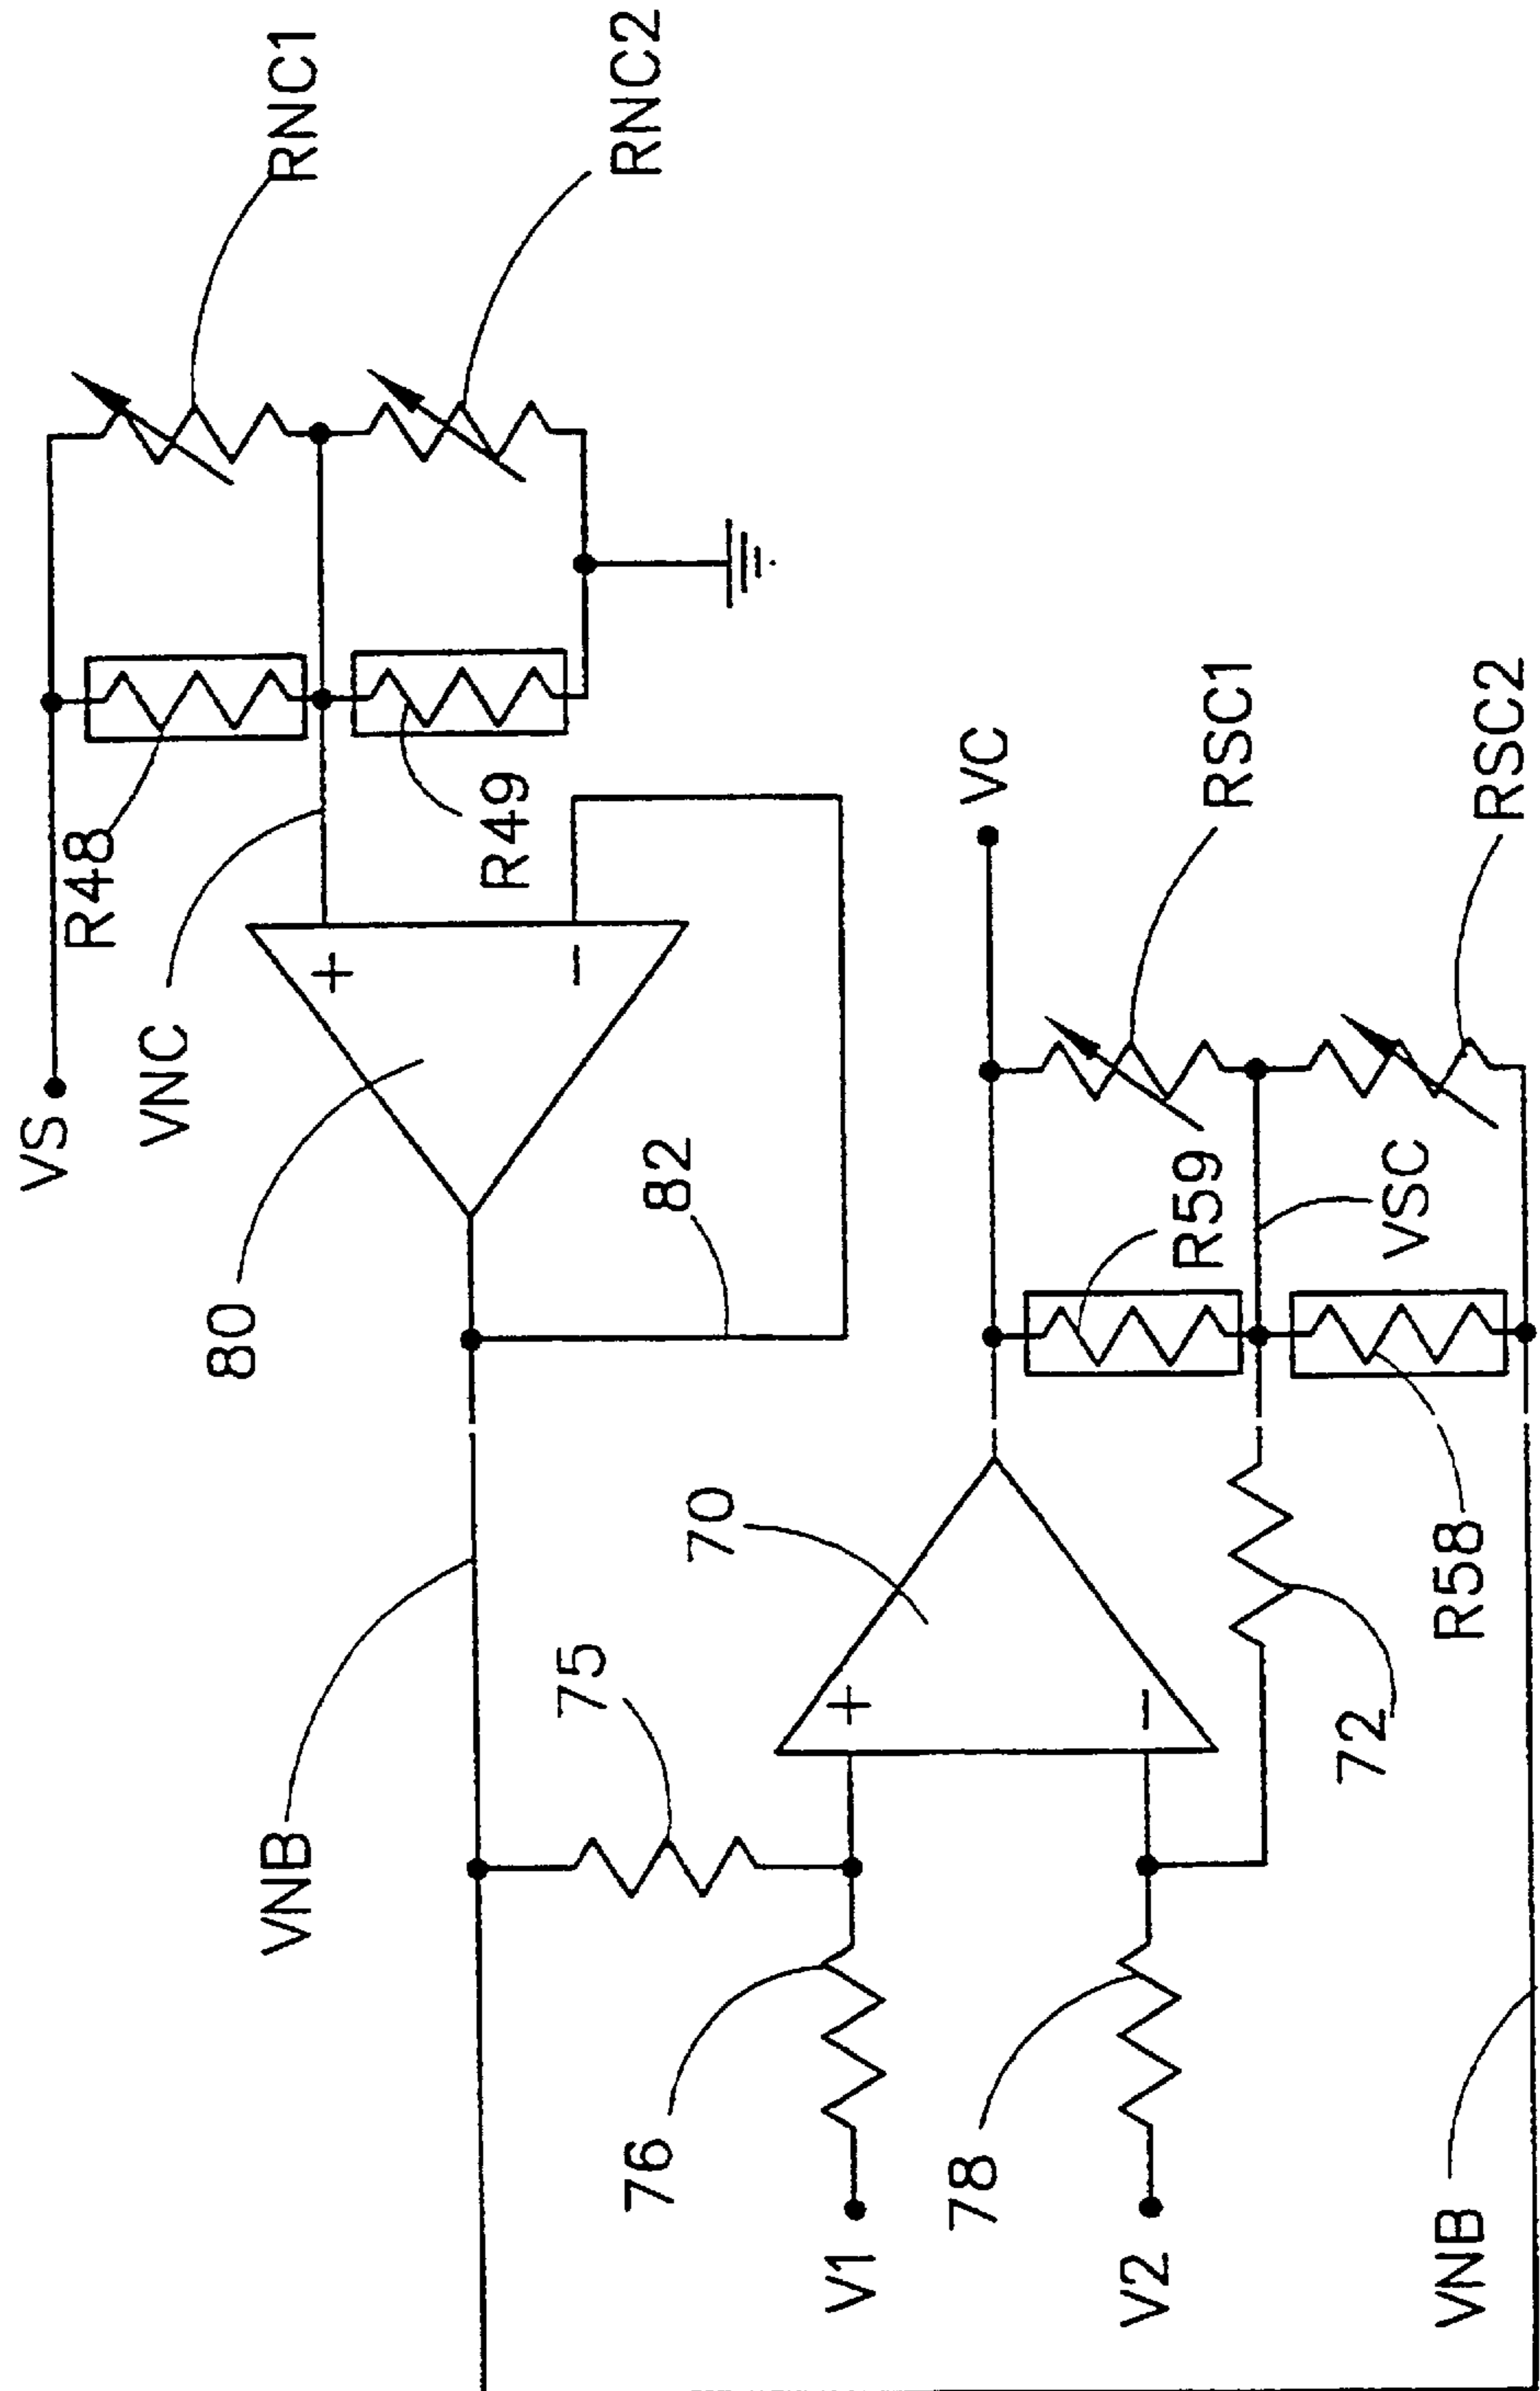 RNC1
RNC2
VS
R48
VNC
+
R49
−
80
82
VC
RSC1
RSC2
R59
VSC
70
VNB
75
+
−
R58
72
76
78
V1
V2
VNB